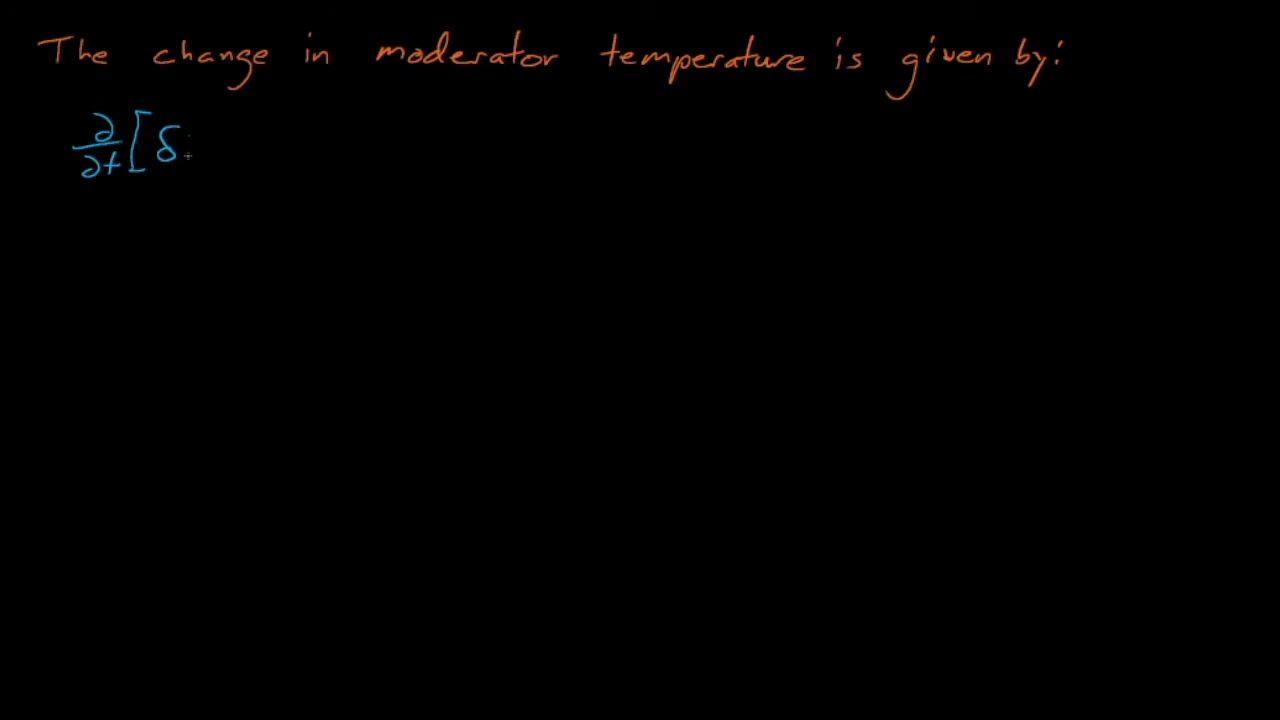 The change in moderator temperature is given by:
∂/∂t [ δ